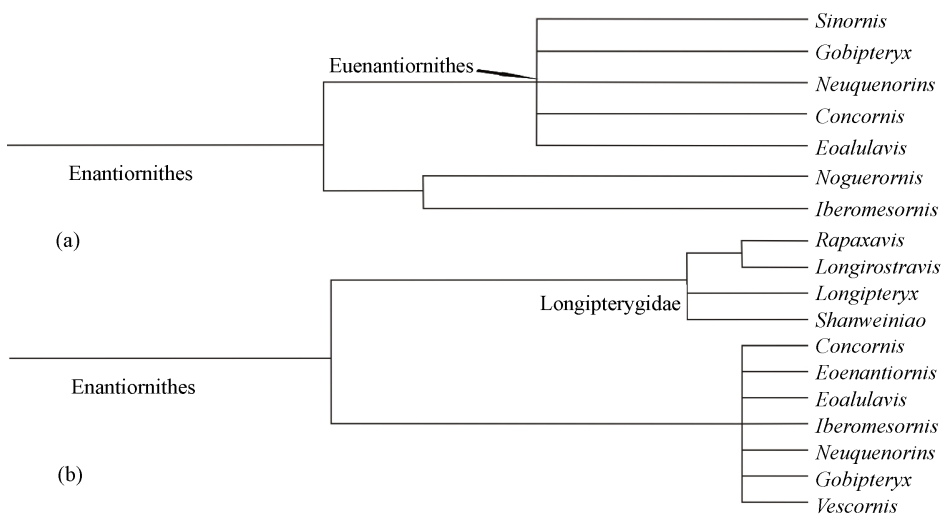 Sinornis
Gobipteryx
Euenantiornithes
Neuquenorins
Concornis
Eoalulavis
Enantiornithes
Noguerornis
Iberomesornis
(a)
Rapaxavis
Longirostravis
Longipteryx
Longipterygidae
Shanweiniao
Concornis
Eoenantiornis
Enantiornithes
Eoalulavis
Iberomesornis
Neuquenorins
(b)
Gobipteryx
Vescornis